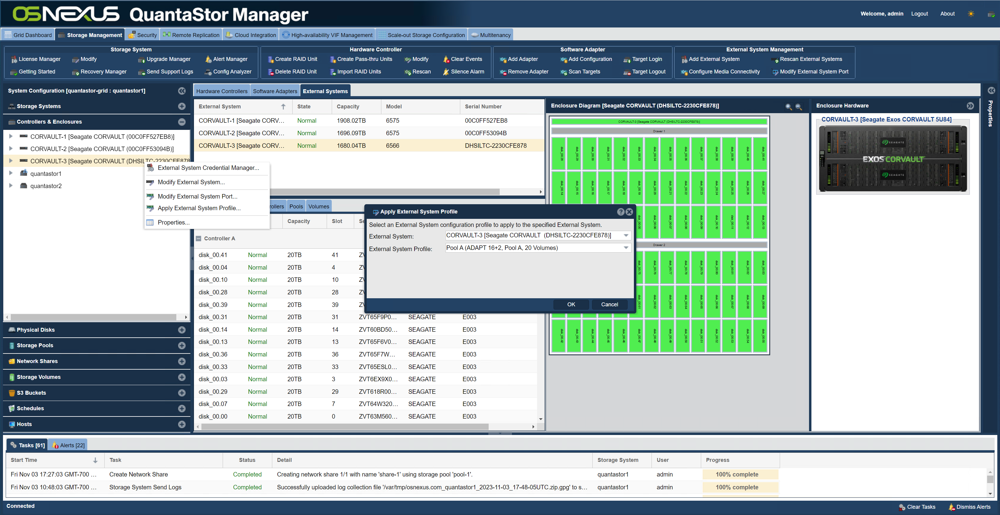 OSNEXUS QuantaStor Manager
Welcome, admin Logout About
Grid Dashboard Storage Management Security Remote Replication Cloud Integration High-availability VIF Management Scale-out Storage Configuration Multitenancy
Storage System Hardware Controller Software Adapter External System Management
License Manager Modify Upgrade Manager Alert Manager Create RAID Unit Create Pass-thru Units Modify Clear Events Add Adapter Add Configuration Target Login Add External System Rescan External Systems
Getting Started Recovery Manager Send Support Logs Config Analyzer Delete RAID Unit Import RAID Units Rescan Silence Alarm Remove Adapter Scan Targets Target Logout Configure Media Connectivity Modify External System Port
System Configuration [quantastor-grid : quantastor1]
Storage Systems
Controllers & Enclosures
CORVAULT-1 [Seagate CORVAULT (00C0FF527EB8)]
CORVAULT-2 [Seagate CORVAULT (00C0FF53094B)]
CORVAULT-3 [Seagate CORVAULT (DHSILTC-2230CFE878
quantastor1
quantastor2
External System Credential Manager...
Modify External System...
Modify External System Port...
Apply External System Profile...
Properties...
Physical Disks
Storage Pools
Network Shares
Storage Volumes
S3 Buckets
Schedules
Hosts
Hardware Controllers Software Adapters External Systems
External System State Capacity Model Serial Number
CORVAULT-1 [Seagate CORV... Normal 1908.02TB 6575 00C0FF527EB8
CORVAULT-2 [Seagate CORV... Normal 1696.09TB 6575 00C0FF53094B
CORVAULT-3 [Seagate CORV... Normal 1680.04TB 6566 DHSILTC-2230CFE878
rollers Pools Volumes
Capacity Slot Se
Controller A
disk_00.41 Normal 20TB 41 ZV
disk_00.04 Normal 20TB 4 ZV
disk_00.10 Normal 20TB 10 ZV
disk_00.28 Normal 20TB 28 ZV
disk_00.39 Normal 20TB 39 ZV
disk_00.31 Normal 20TB 31 ZVT65F9P0... SEAGATE E003
disk_00.14 Normal 20TB 14 ZVT60BD50... SEAGATE E003
disk_00.13 Normal 20TB 13 ZVT65F6V0... SEAGATE E003
disk_00.36 Normal 20TB 36 ZVT65F7W... SEAGATE E003
disk_00.33 Normal 20TB 33 ZVT65ESL0... SEAGATE E003
disk_00.03 Normal 20TB 3 ZVT6EX9X0... SEAGATE E003
disk_00.29 Normal 20TB 29 ZVT618R00... SEAGATE E003
disk_00.07 Normal 20TB 7 ZVT64W320... SEAGATE E003
disk_00.00 Normal 20TB 0 ZVT63M560... SEAGATE E003
Apply External System Profile
Select an External System configuration profile to apply to the specified External System.
External System: CORVAULT-3 [Seagate CORVAULT (DHSILTC-2230CFE878)]
External System Profile: Pool A (ADAPT 16+2, Pool A, 20 Volumes)
OK Cancel
Enclosure Diagram [Seagate CORVAULT (DHSILTC-2230CFE878)]
CORVAULT-3 [Seagate CORVAULT (DHSILTC-2230CFE878)]
Drawer 1
disk_00.28 disk_00.29 disk_00.30 disk_00.31 disk_00.32 disk_00.33 disk_00.34 disk_00.35 disk_00.36 disk_00.37 disk_00.38 disk_00.39 disk_00.40 disk_00.41
disk_00.14 disk_00.15 disk_00.16 disk_00.17 disk_00.18 disk_00.19 disk_00.20 disk_00.21 disk_00.22 disk_00.23 disk_00.24 disk_00.25 disk_00.26 disk_00.27
disk_00.05 disk_00.06 disk_00.07 disk_00.08 disk_00.09 disk_00.10 disk_00.11 disk_00.12 disk_00.13
Drawer 2
disk_00.75 disk_00.76 disk_00.77 disk_00.78 disk_00.79 disk_00.80 disk_00.81 disk_00.82 disk_00.83
disk_00.61 disk_00.62 disk_00.63 disk_00.64 disk_00.65 disk_00.66 disk_00.67 disk_00.68 disk_00.69
disk_00.42 disk_00.43 disk_00.44 disk_00.45 disk_00.46 disk_00.47 disk_00.48 disk_00.49 disk_00.50 disk_00.51 disk_00.52 disk_00.53 disk_00.54 disk_00.55
Enclosure Hardware
CORVAULT-3 [Seagate Exos CORVAULT 5U84]
SEAGATE
EXOS CORVAULT
SEAGATE
Properties
Tasks [61] Alerts [22]
Start Time Task Status Detail Storage System User Progress
Fri Nov 03 17:27:03 GMT-700 ... Create Network Share Completed Creating network share 1/1 with name 'share-1' using storage pool 'pool-1'. quantastor1 admin 100% complete
Fri Nov 03 10:48:03 GMT-700 ... Storage System Send Logs Completed Successfully uploaded log collection file '/var/tmp/osnexus.com_quantastor1_2023-11-03_17-48-05UTC.zip.gpg' to s... quantastor1 admin 100% complete
Connected Clear Tasks Dismiss Alerts